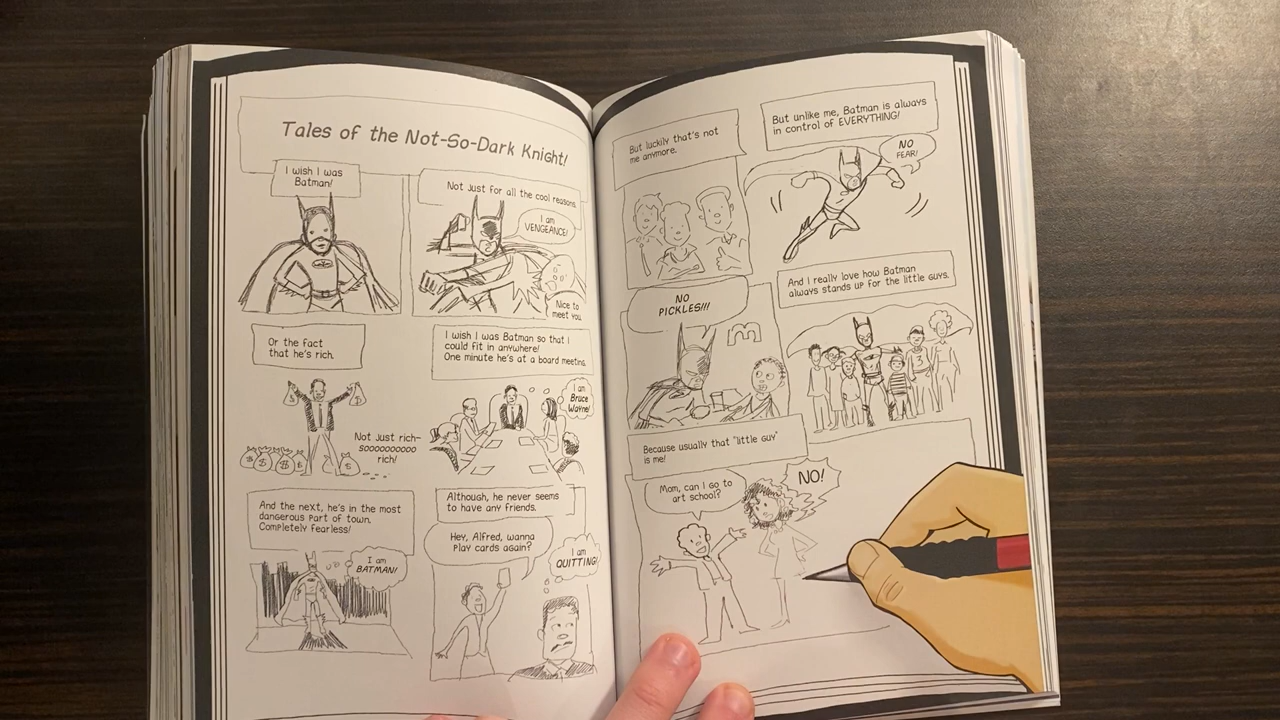 Tales of the Not-So-Dark Knight!
I wish I was
Batman!
Not just for all the cool reasons.
I am
VENGEANCE!
Nice to
meet you.
Or the fact
that he's rich.
Not just rich-
soooooooooo
rich!
$ $ $ $ $
I wish I was Batman so that I
could fit in anywhere!
One minute he's at a board meeting.
I am
Bruce
Wayne!
And the next, he's in the most
dangerous part of town.
Completely fearless!
I am
BATMAN!
Although, he never seems
to have any friends.
Hey, Alfred, wanna
play cards again?
I am
QUITTING!
But luckily that's not
me anymore.
But unlike me, Batman is always
in control of EVERYTHING!
NO
FEAR!
NO
PICKLES!!!
m
And I really love how Batman
always stands up for the little guys.
3
Because usually that "little guy"
is me!
Mom, can I go to
art school?
NO!